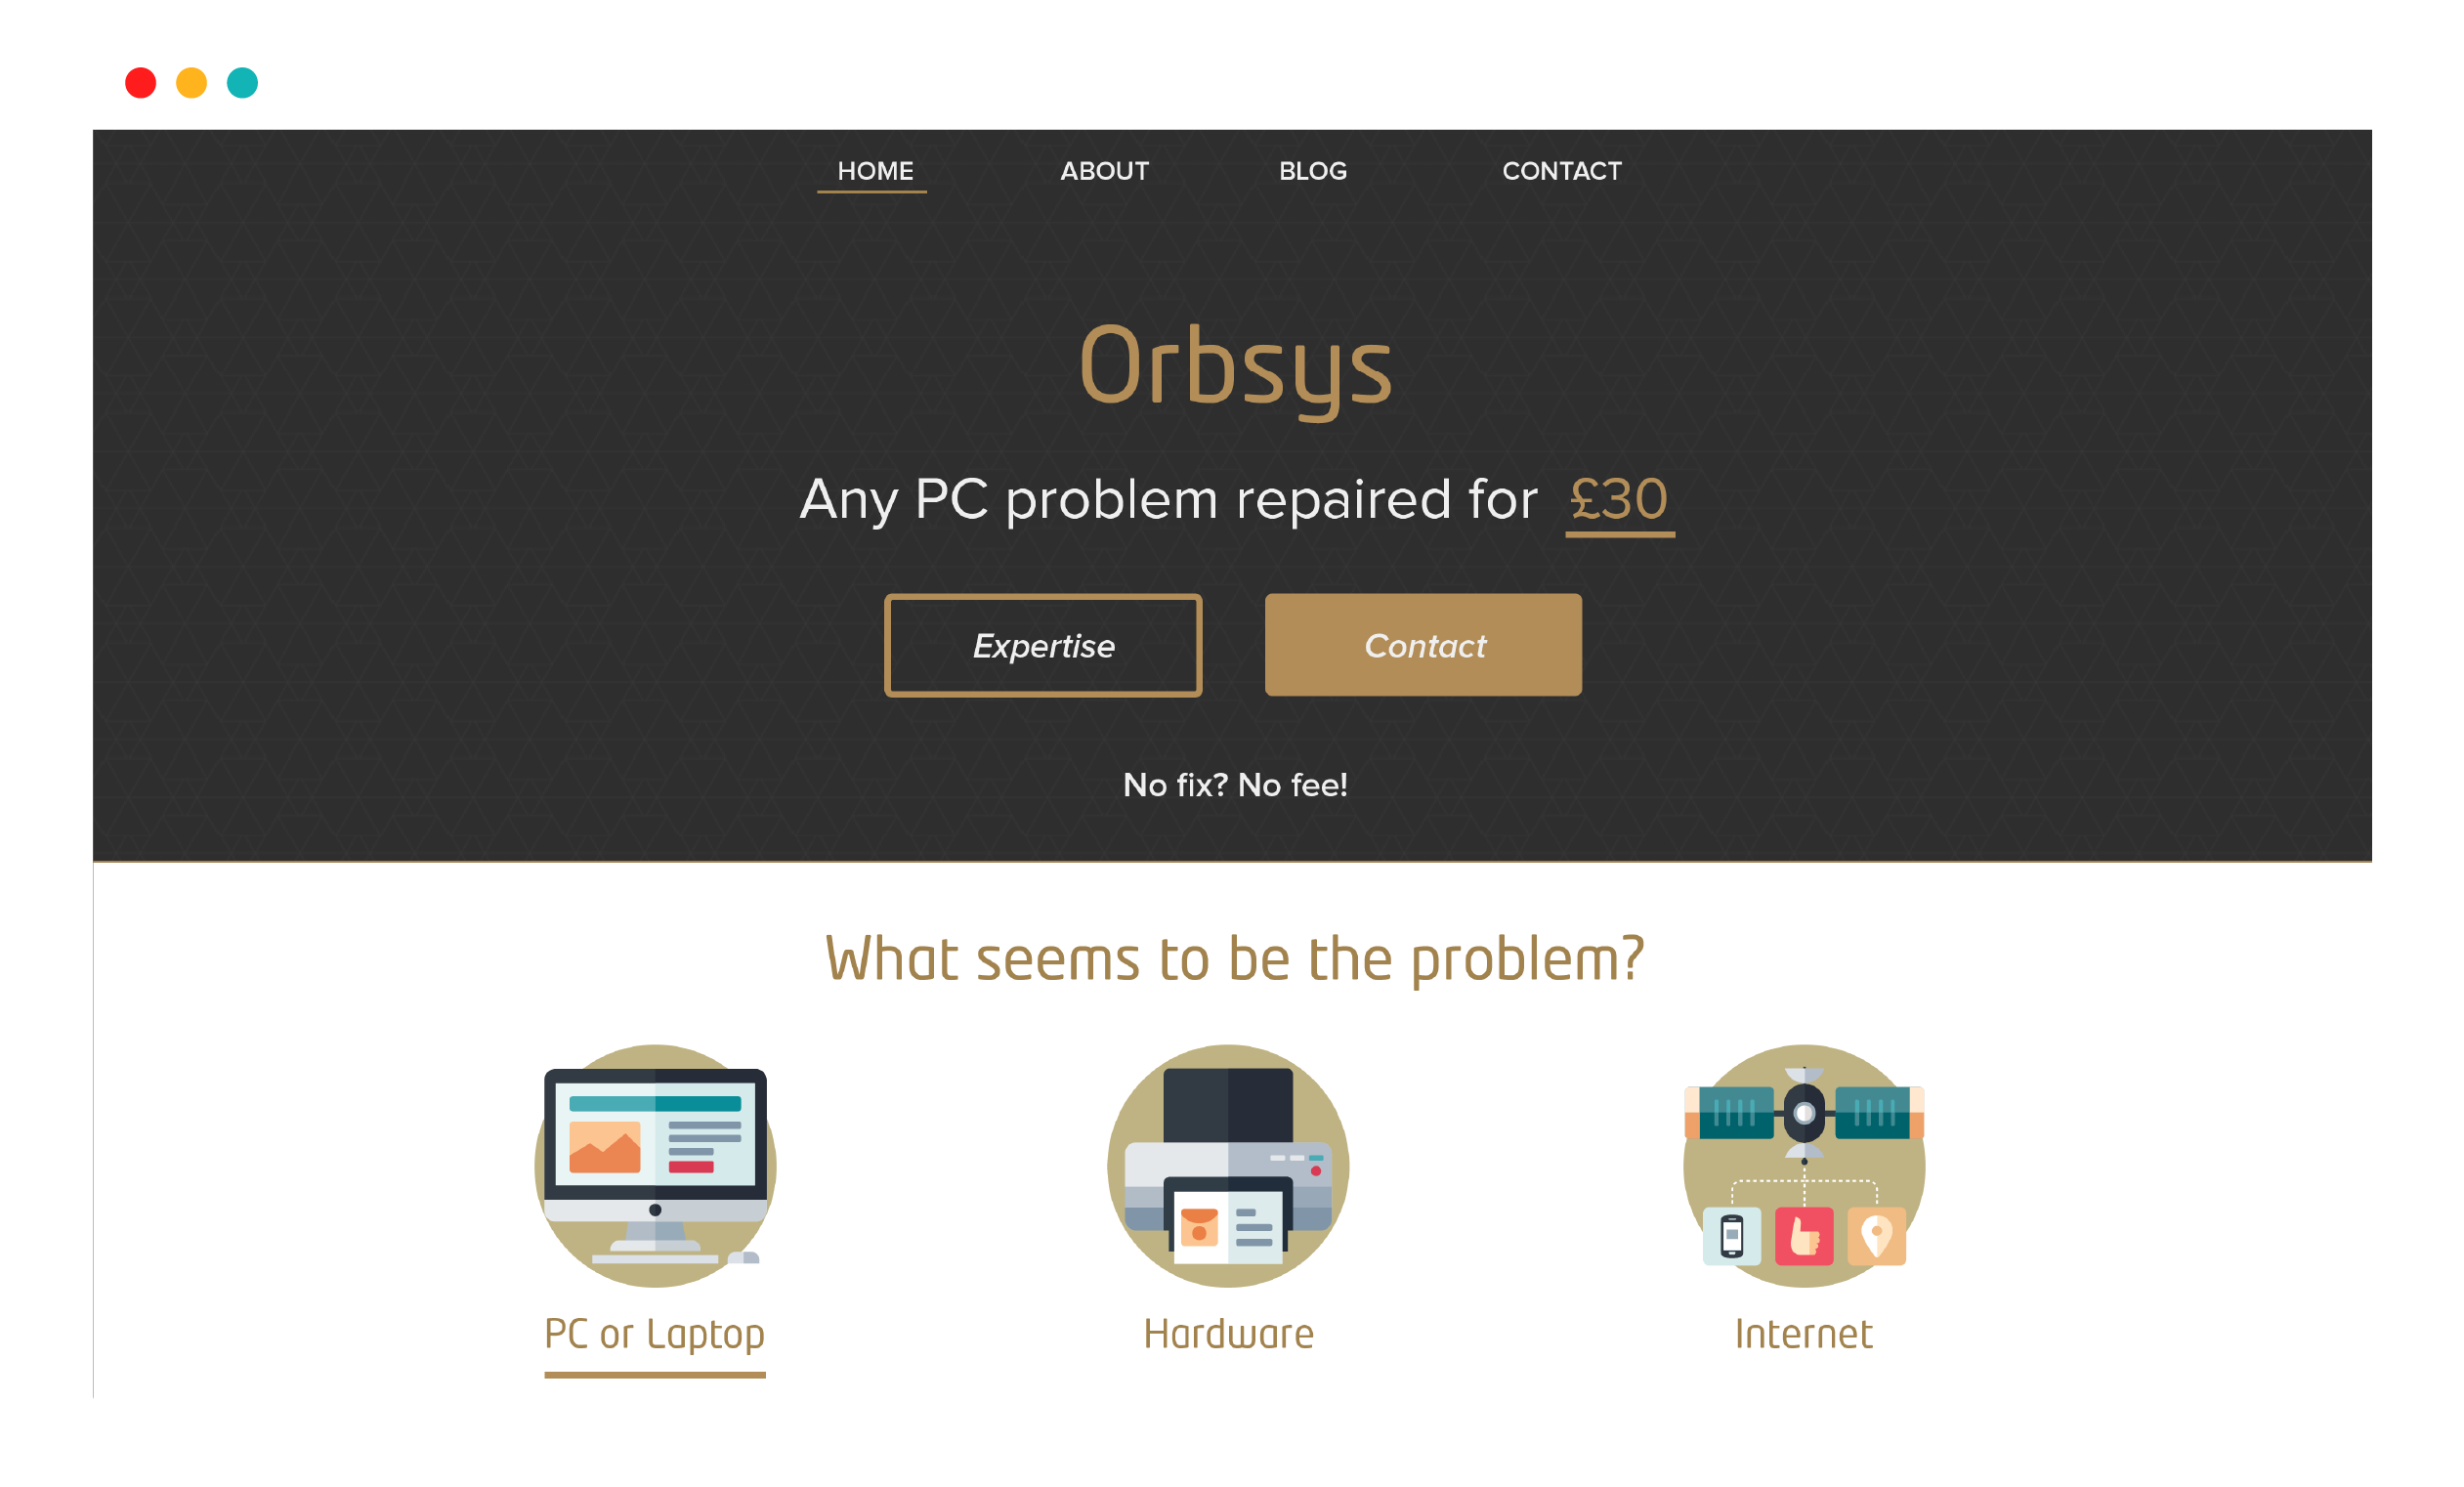 HOME ABOUT BLOG CONTACT
Orbsys
Any PC problem repaired for £30
Expertise Contact
No fix? No fee!
What seems to be the problem?
PC or Laptop Hardware Internet